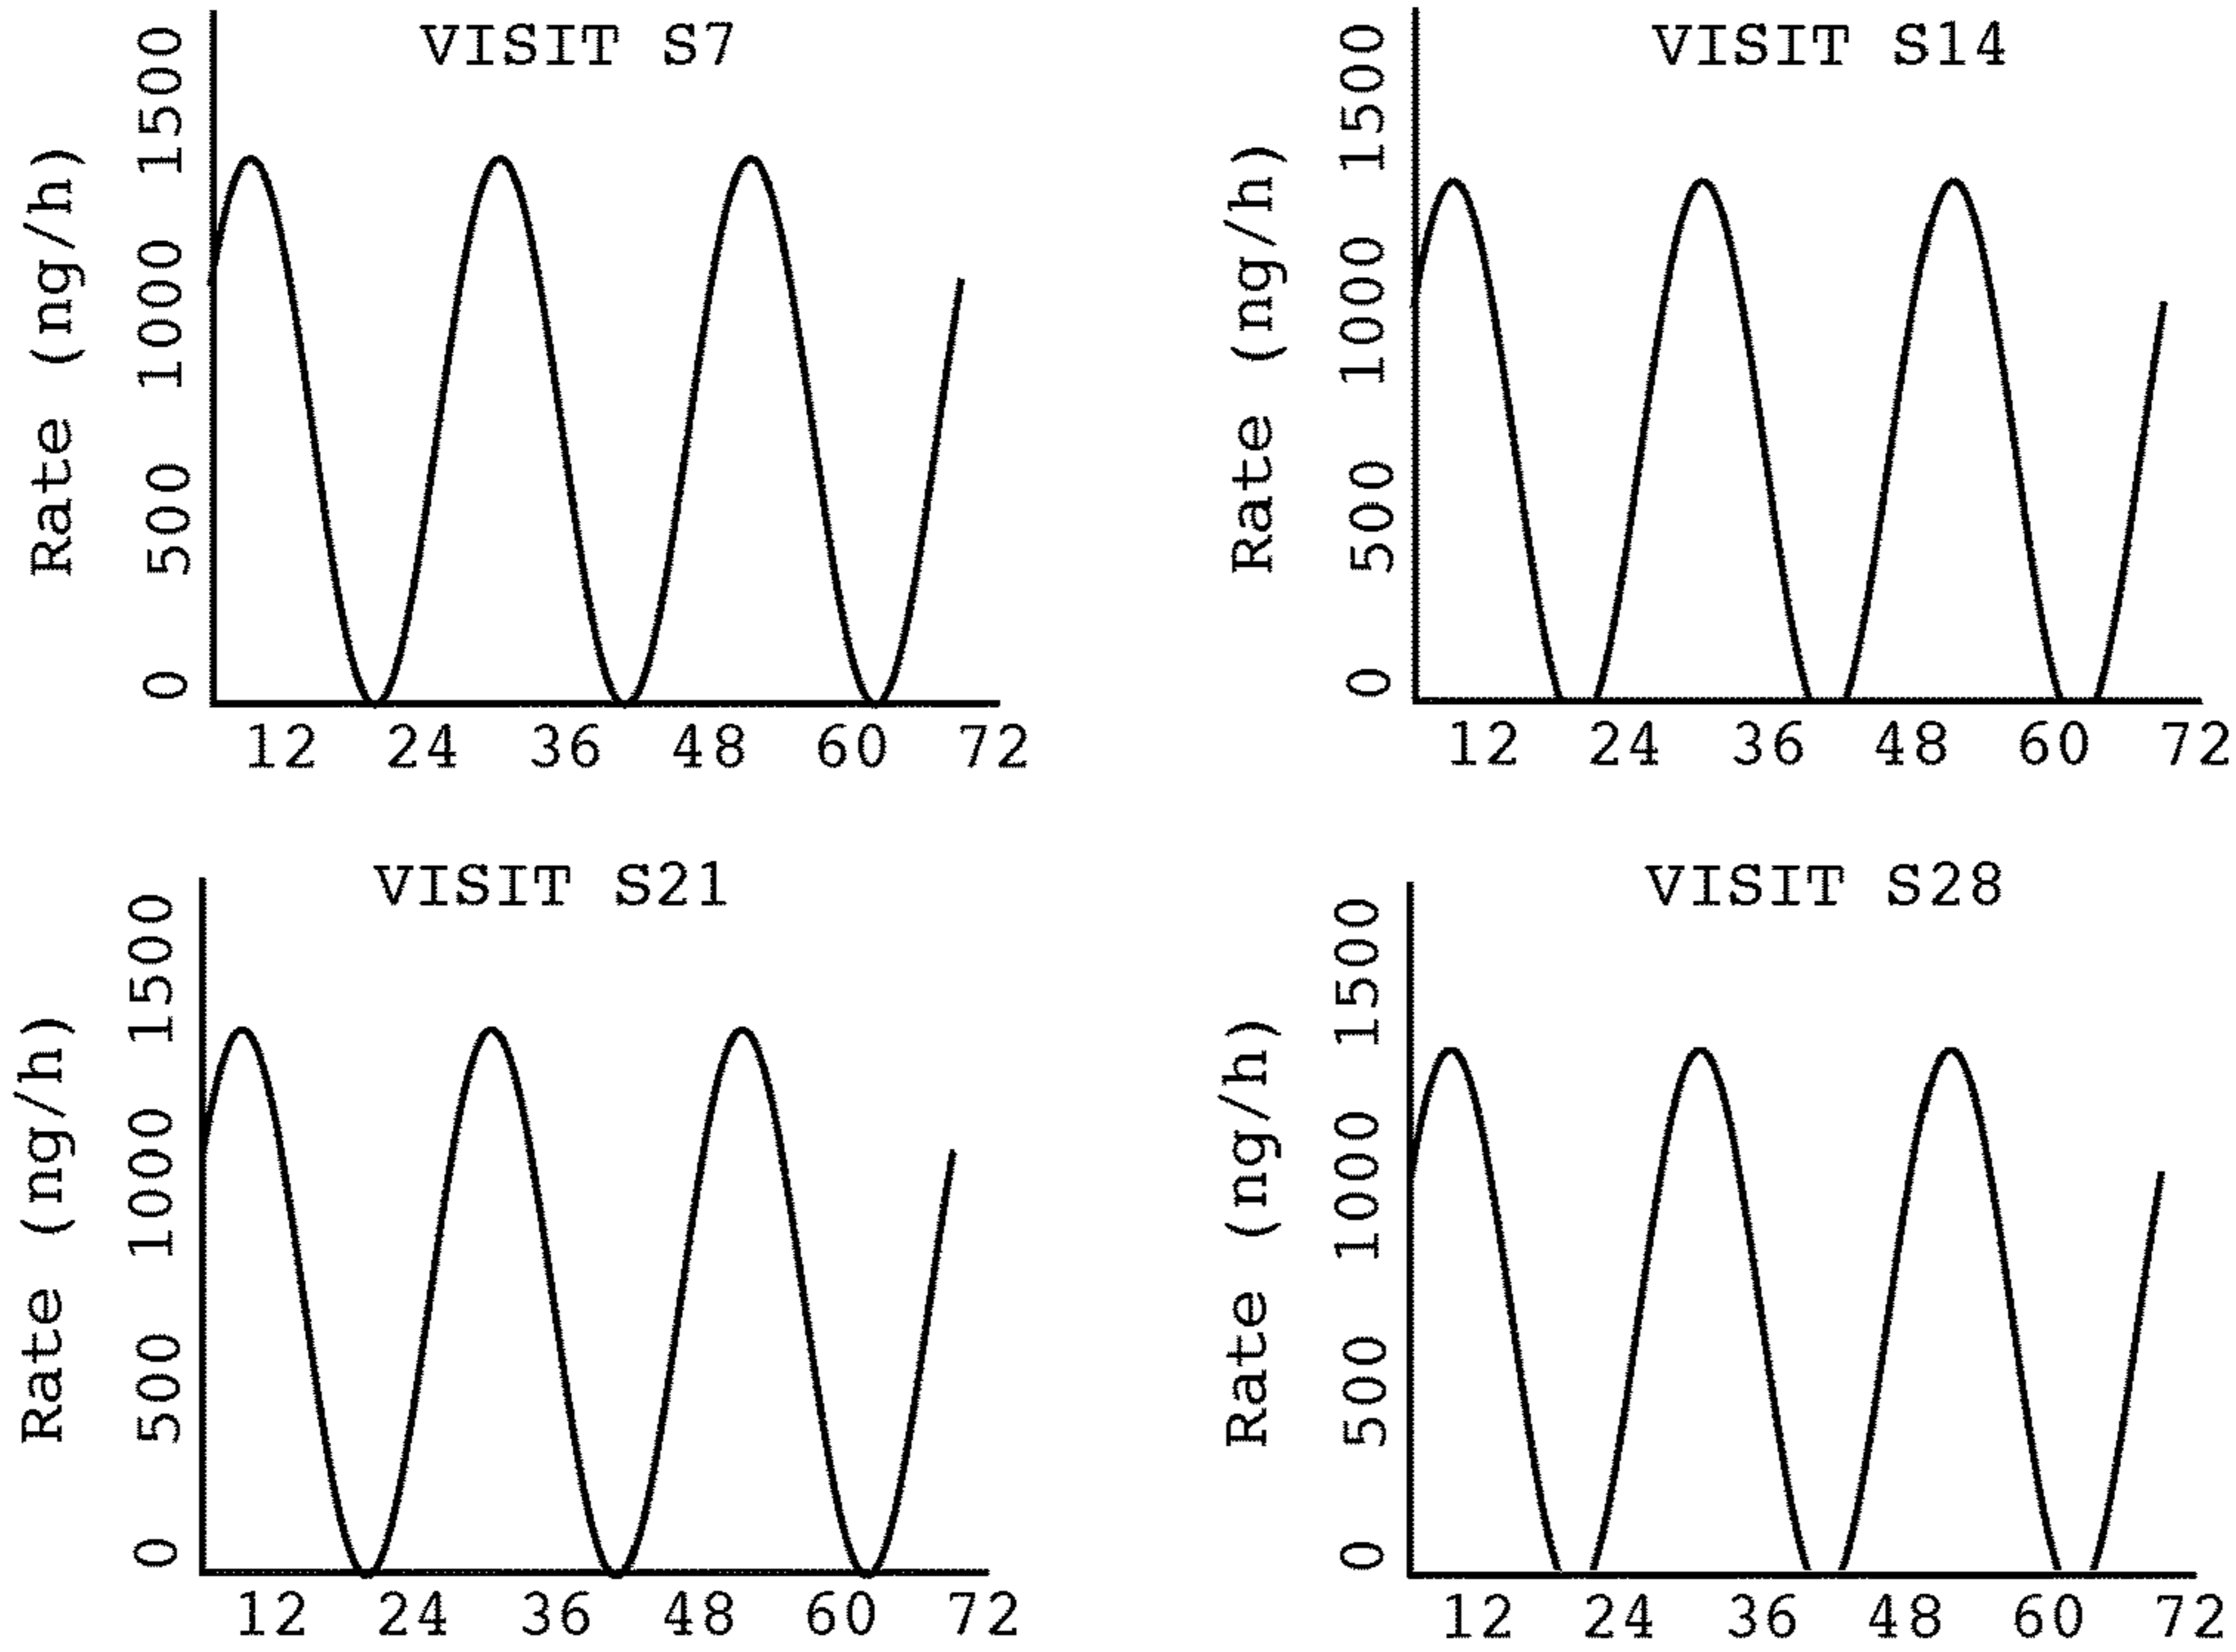 VISIT S7
Rate (ng/h)
1500
1000
500
0
12 24 36 48 60 72
VISIT S14
Rate (ng/h)
1500
1000
500
0
12 24 36 48 60 72
VISIT S21
Rate (ng/h)
1500
1000
500
0
12 24 36 48 60 72
VISIT S28
Rate (ng/h)
1500
1000
500
0
12 24 36 48 60 72